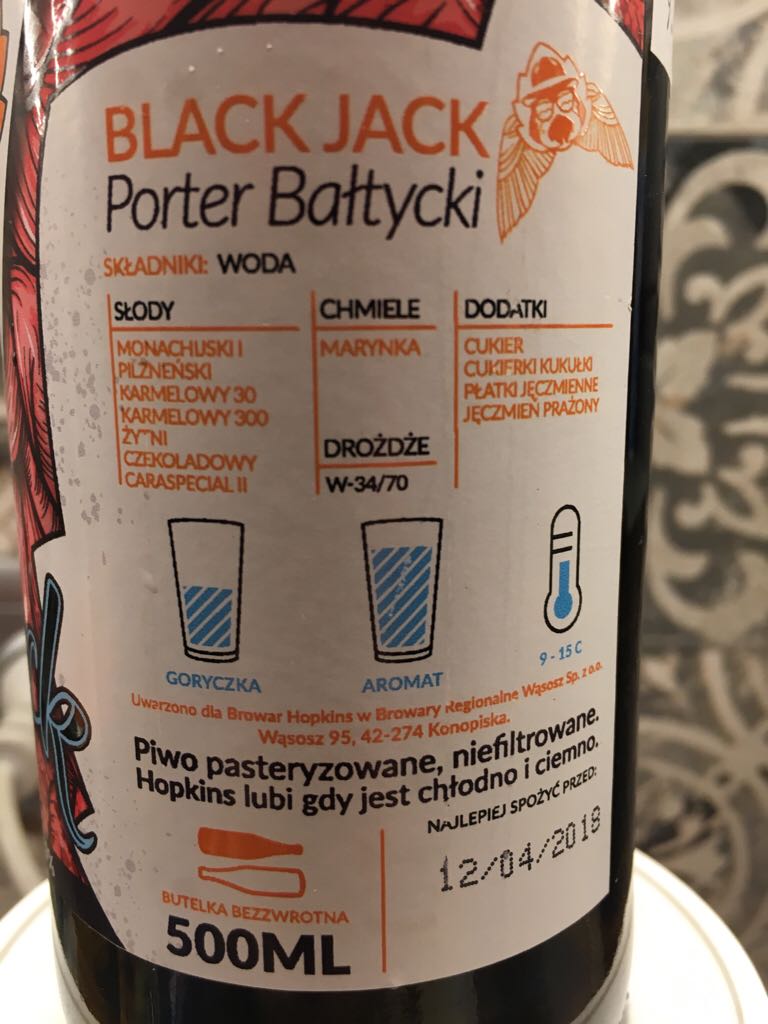 BLACK JACK
Porter Bałtycki
SKŁADNIKI: WODA
SŁODY
MONACHIJSKI I
PILZNEŃSKI
KARMELOWY 30
KARMELOWY 300
ŻYTNI
CZEKOLADOWY
CARASPECIAL II
CHMIELE
MARYNKA
DROŻDŻE
W-34/70
DODATKI
CUKIER
CUKIERKI KUKUŁKI
PŁATKI JĘCZMIENNE
JĘCZMIEŃ PRAŻONY
GORYCZKA
AROMAT
9 - 15 C
Uwarzono dla Browar Hopkins w Browary Regionalne Wąsosz Sp. z o.o.
Wąsosz 95, 42-274 Konopiska.
Piwo pasteryzowane, niefiltrowane.
Hopkins lubi gdy jest chłodno i ciemno.
NAJLEPIEJ SPOŻYĆ PRZED:
12/04/2018
BUTELKA BEZZWROTNA
500ML